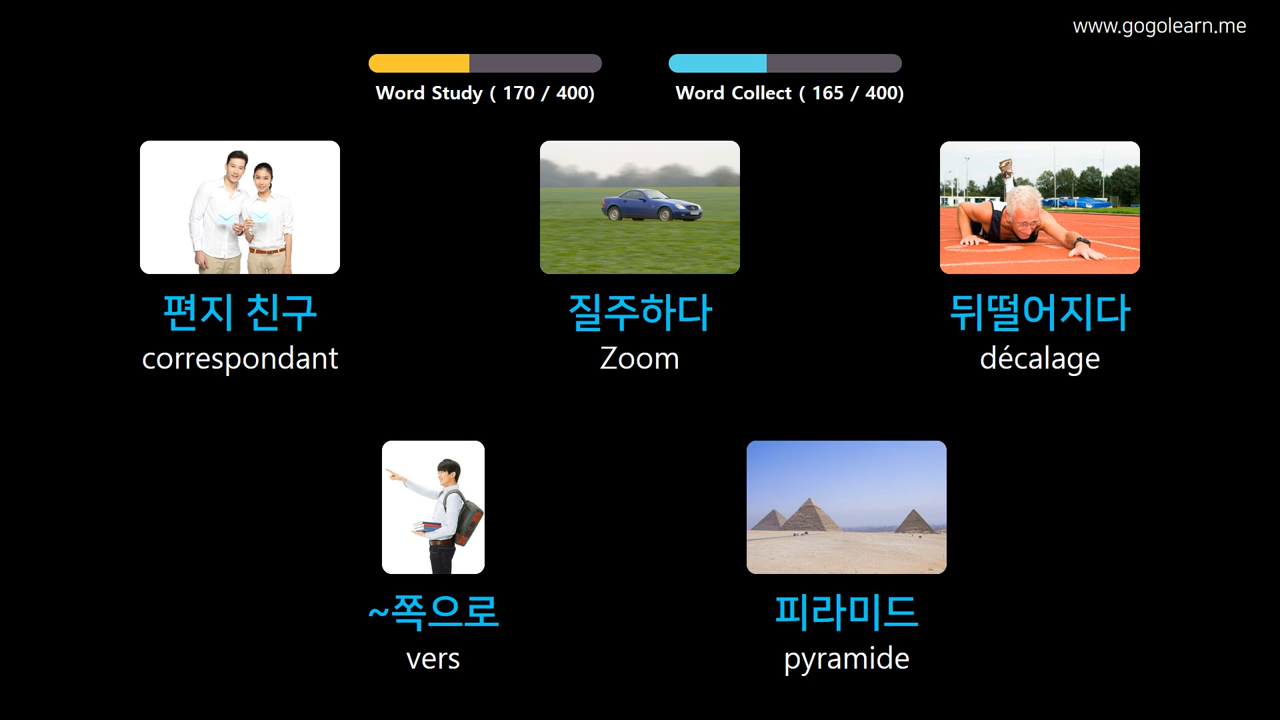 www.gogolearn.me
Word Study ( 170 / 400)
Word Collect ( 165 / 400)
편지 친구
correspondant
질주하다
Zoom
뒤떨어지다
décalage
~쪽으로
vers
피라미드
pyramide